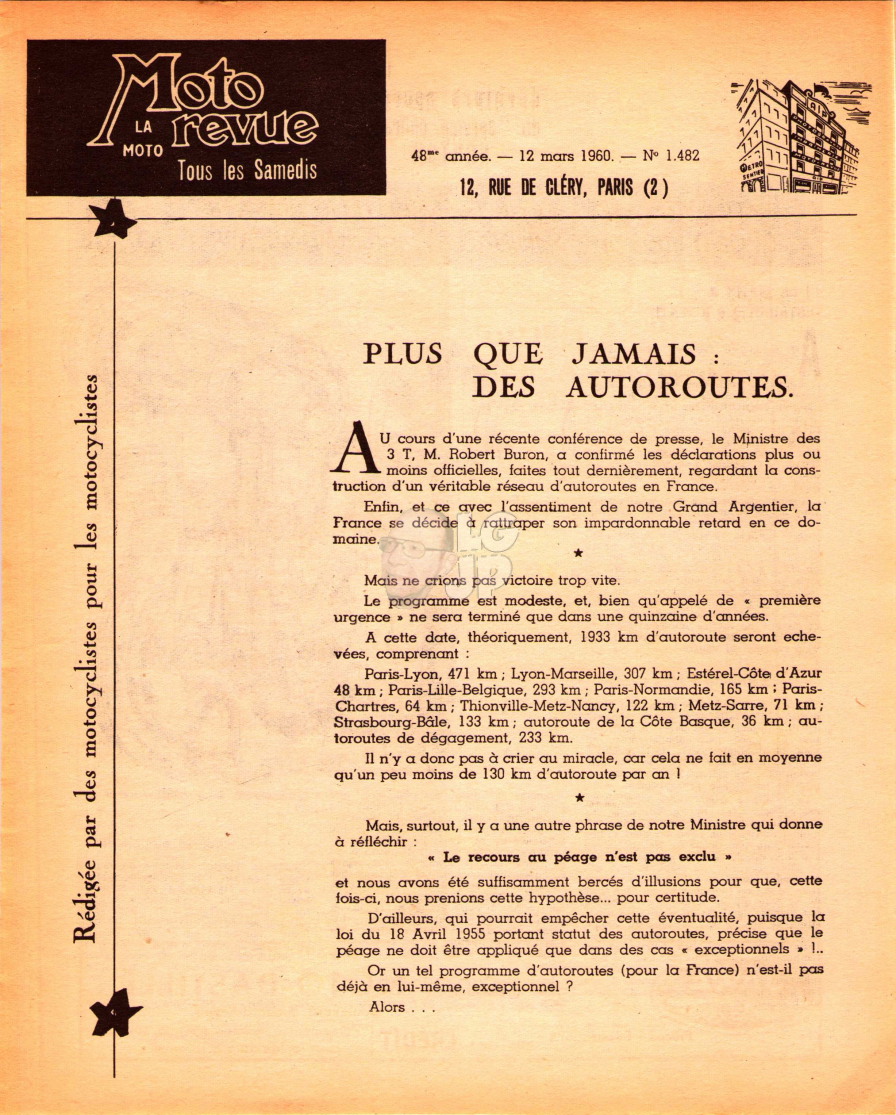 Moto
revue
LA
MOTO
Tous les Samedis
48me année. — 12 mars 1960. — No 1.482
12, RUE DE CLÉRY, PARIS (2)
METRO
SENTIER
Rédigée par des motocyclistes pour les motocyclistes
PLUS QUE JAMAIS :
DES AUTOROUTES.
AU cours d'une récente conférence de presse, le Ministre des
3 T, M. Robert Buron, a confirmé les déclarations plus ou
moins officielles, faites tout dernièrement, regardant la cons-
truction d'un véritable réseau d'autoroutes en France.
Enfin, et ce avec l'assentiment de notre Grand Argentier, la
France se décide à rattraper son impardonnable retard en ce do-
maine.
LG
UP
★
Mais ne crions pas victoire trop vite.
Le programme est modeste, et, bien qu'appelé de « première
urgence » ne sera terminé que dans une quinzaine d'années.
A cette date, théoriquement, 1933 km d'autoroute seront eche-
vées, comprenant :
Paris-Lyon, 471 km ; Lyon-Marseille, 307 km ; Estérel-Côte d'Azur
48 km ; Paris-Lille-Belgique, 293 km ; Paris-Normandie, 165 km ; Paris-
Chartres, 64 km ; Thionville-Metz-Nancy, 122 km ; Metz-Sarre, 71 km ;
Strasbourg-Bâle, 133 km ; autoroute de la Côte Basque, 36 km ; au-
toroutes de dégagement, 233 km.
Il n'y a donc pas à crier au miracle, car cela ne fait en moyenne
qu'un peu moins de 130 km d'autoroute par an !
★
Mais, surtout, il y a une autre phrase de notre Ministre qui donne
à réfléchir :
« Le recours au péage n'est pas exclu »
et nous avons été suffisamment bercés d'illusions pour que, cette
fois-ci, nous prenions cette hypothèse... pour certitude.
D'ailleurs, qui pourrait empêcher cette éventualité, puisque la
loi du 18 Avril 1955 portant statut des autoroutes, précise que le
péage ne doit être appliqué que dans des cas « exceptionnels » !..
Or un tel programme d'autoroutes (pour la France) n'est-il pas
déjà en lui-même, exceptionnel ?
Alors . . .